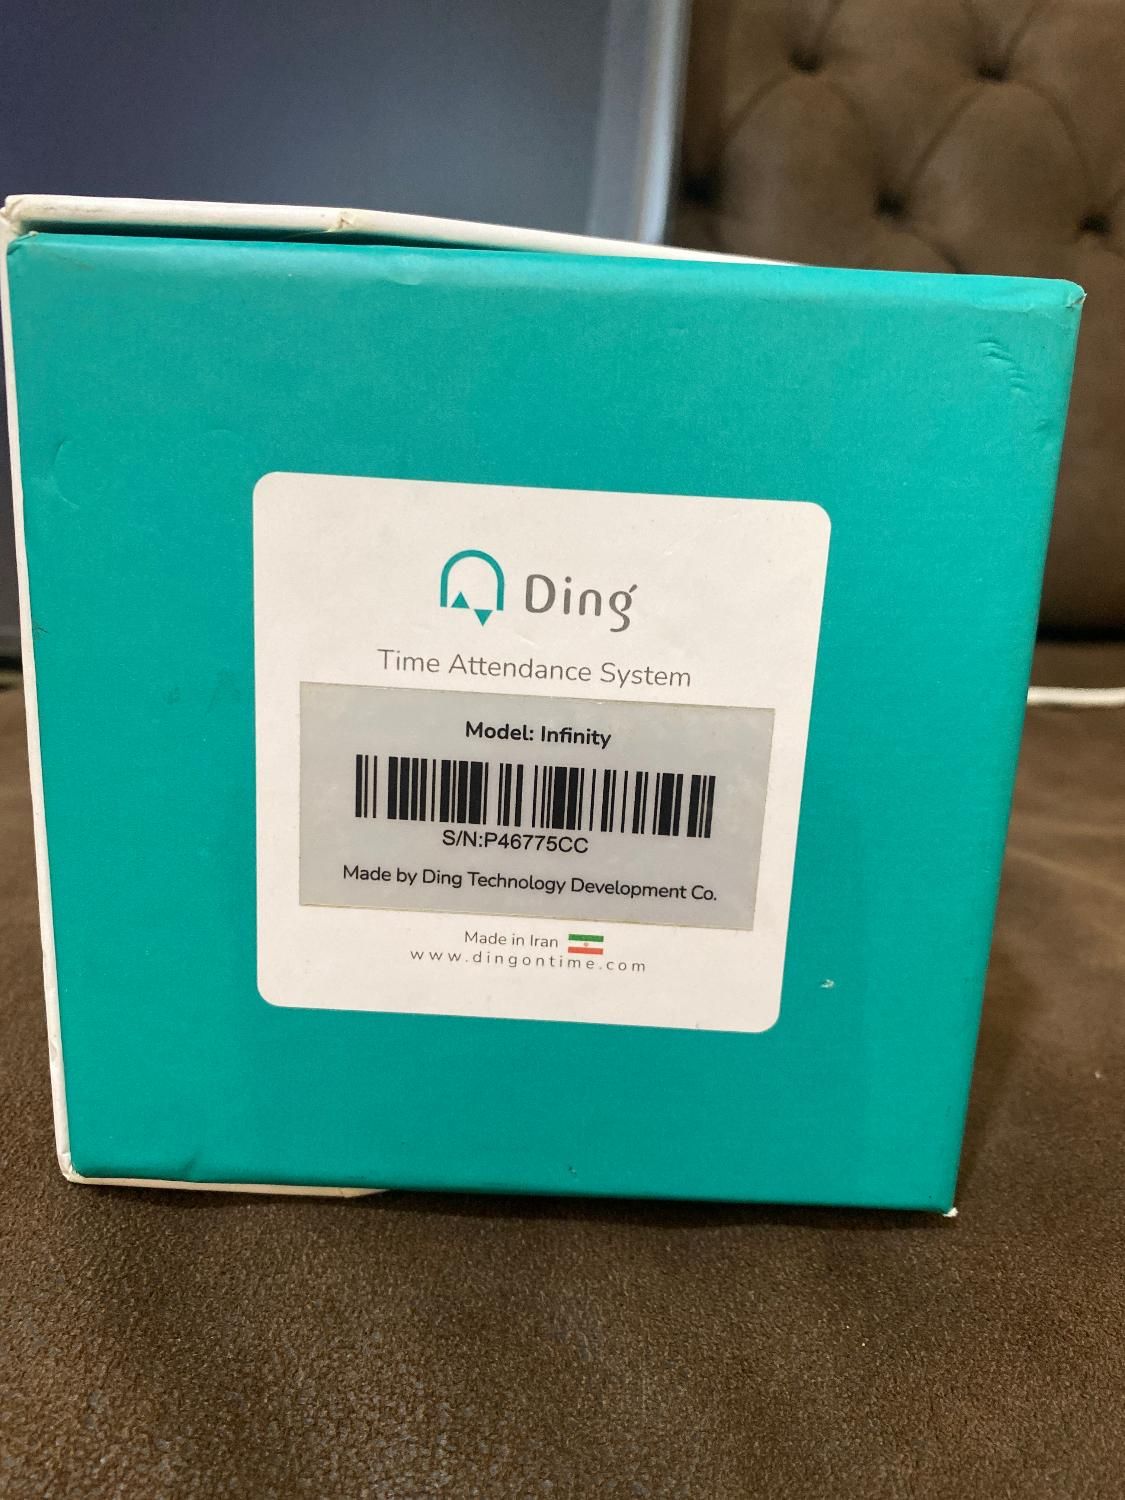 Ding
Time Attendance System
Model: Infinity
S/N:P46775CC
Made by Ding Technology Development Co.
Made in Iran
www.dingontime.com